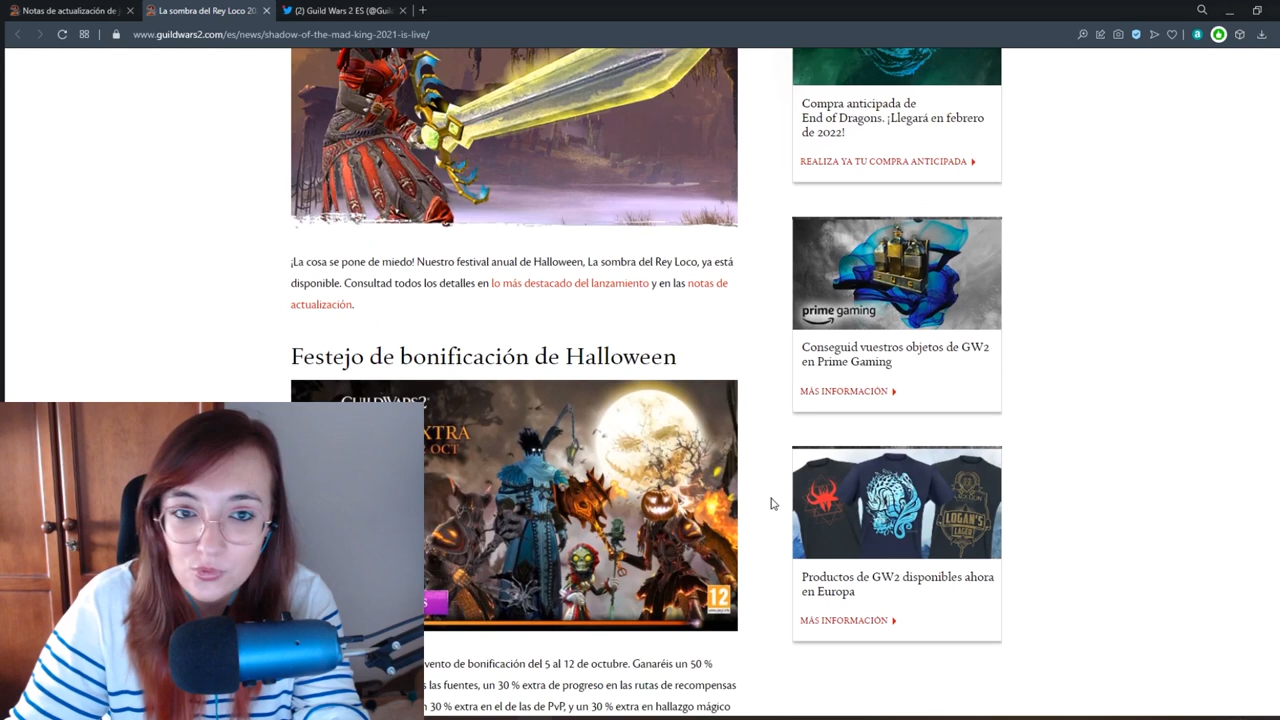 Notas de actualización de j
La sombra del Rey Loco 20
(2) Guild Wars 2 ES (@Gui
www.guildwars2.com/es/news/shadow-of-the-mad-king-2021-is-live/
¡La cosa se pone de miedo! Nuestro festival anual de Halloween, La sombra del Rey Loco, ya está
disponible. Consultad todos los detalles en lo más destacado del lanzamiento y en las notas de
actualización.
Festejo de bonificación de Halloween
GUILD WARS 2
XTRA
OCT
12
vento de bonificación del 5 al 12 de octubre. Ganaréis un 50 %
s las fuentes, un 30 % extra de progreso en las rutas de recompensas
n 30 % extra en el de las de PvP, y un 30 % extra en hallazgo mágico
Compra anticipada de
End of Dragons. ¡Llegará en febrero
de 2022!
REALIZA YA TU COMPRA ANTICIPADA
prime gaming
Conseguid vuestros objetos de GW2
en Prime Gaming
MÁS INFORMACIÓN
LOGAN'S
LAGER
Productos de GW2 disponibles ahora
en Europa
MÁS INFORMACIÓN